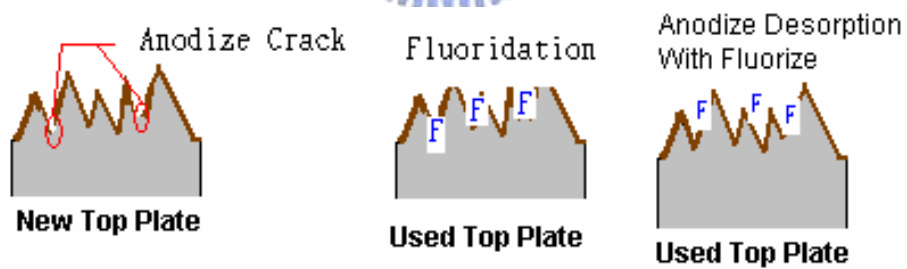 Anodize Crack
New Top Plate
Fluoridation
F
F
F
Used Top Plate
Anodize Desorption
With Fluorize
F
F
F
Used Top Plate